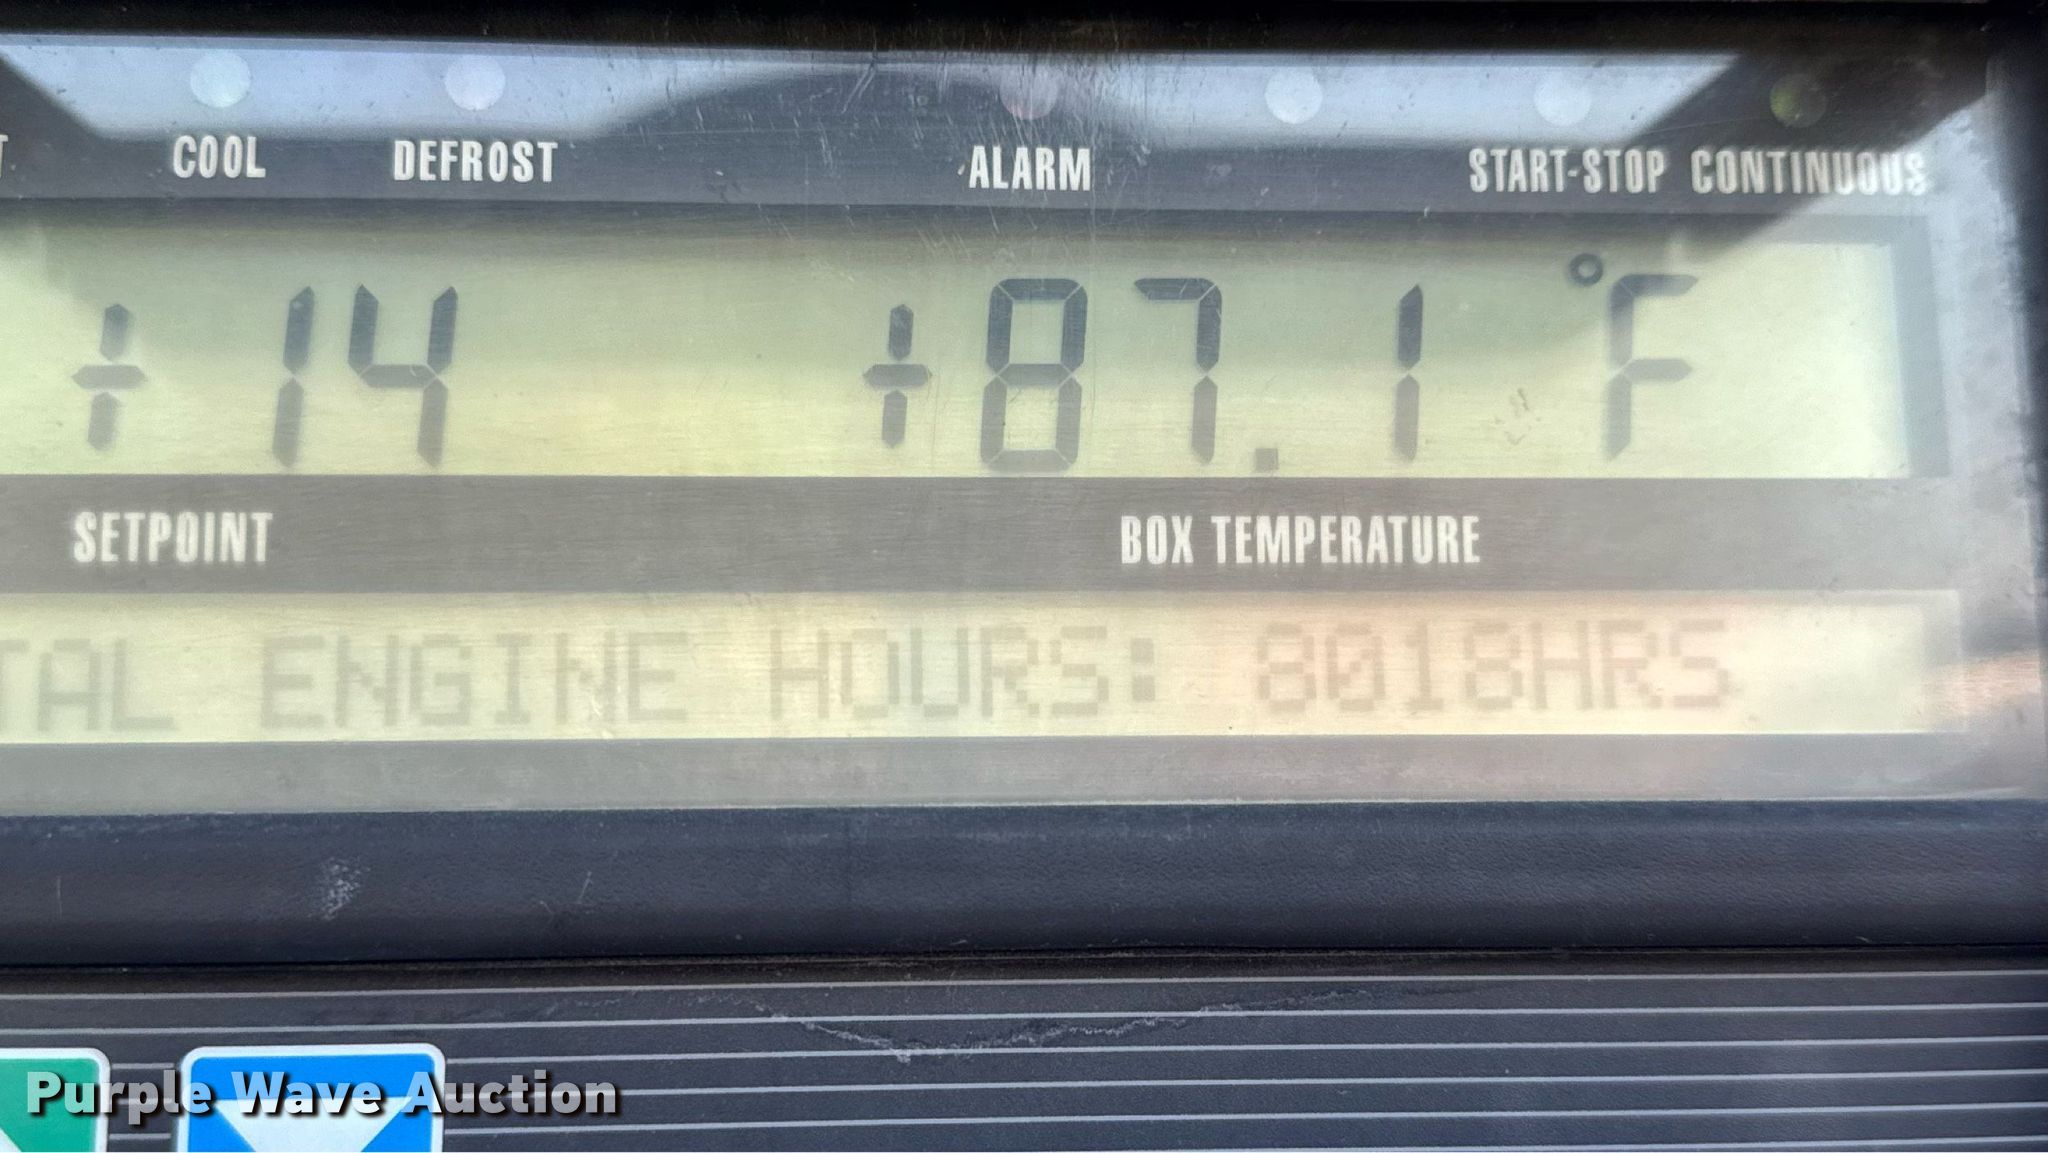 COOL DEFROST ALARM START-STOP CONTINUOUS
+14 +87.1 °F
SETPOINT BOX TEMPERATURE
TAL ENGINE HOURS: 8018HRS
Purple Wave Auction